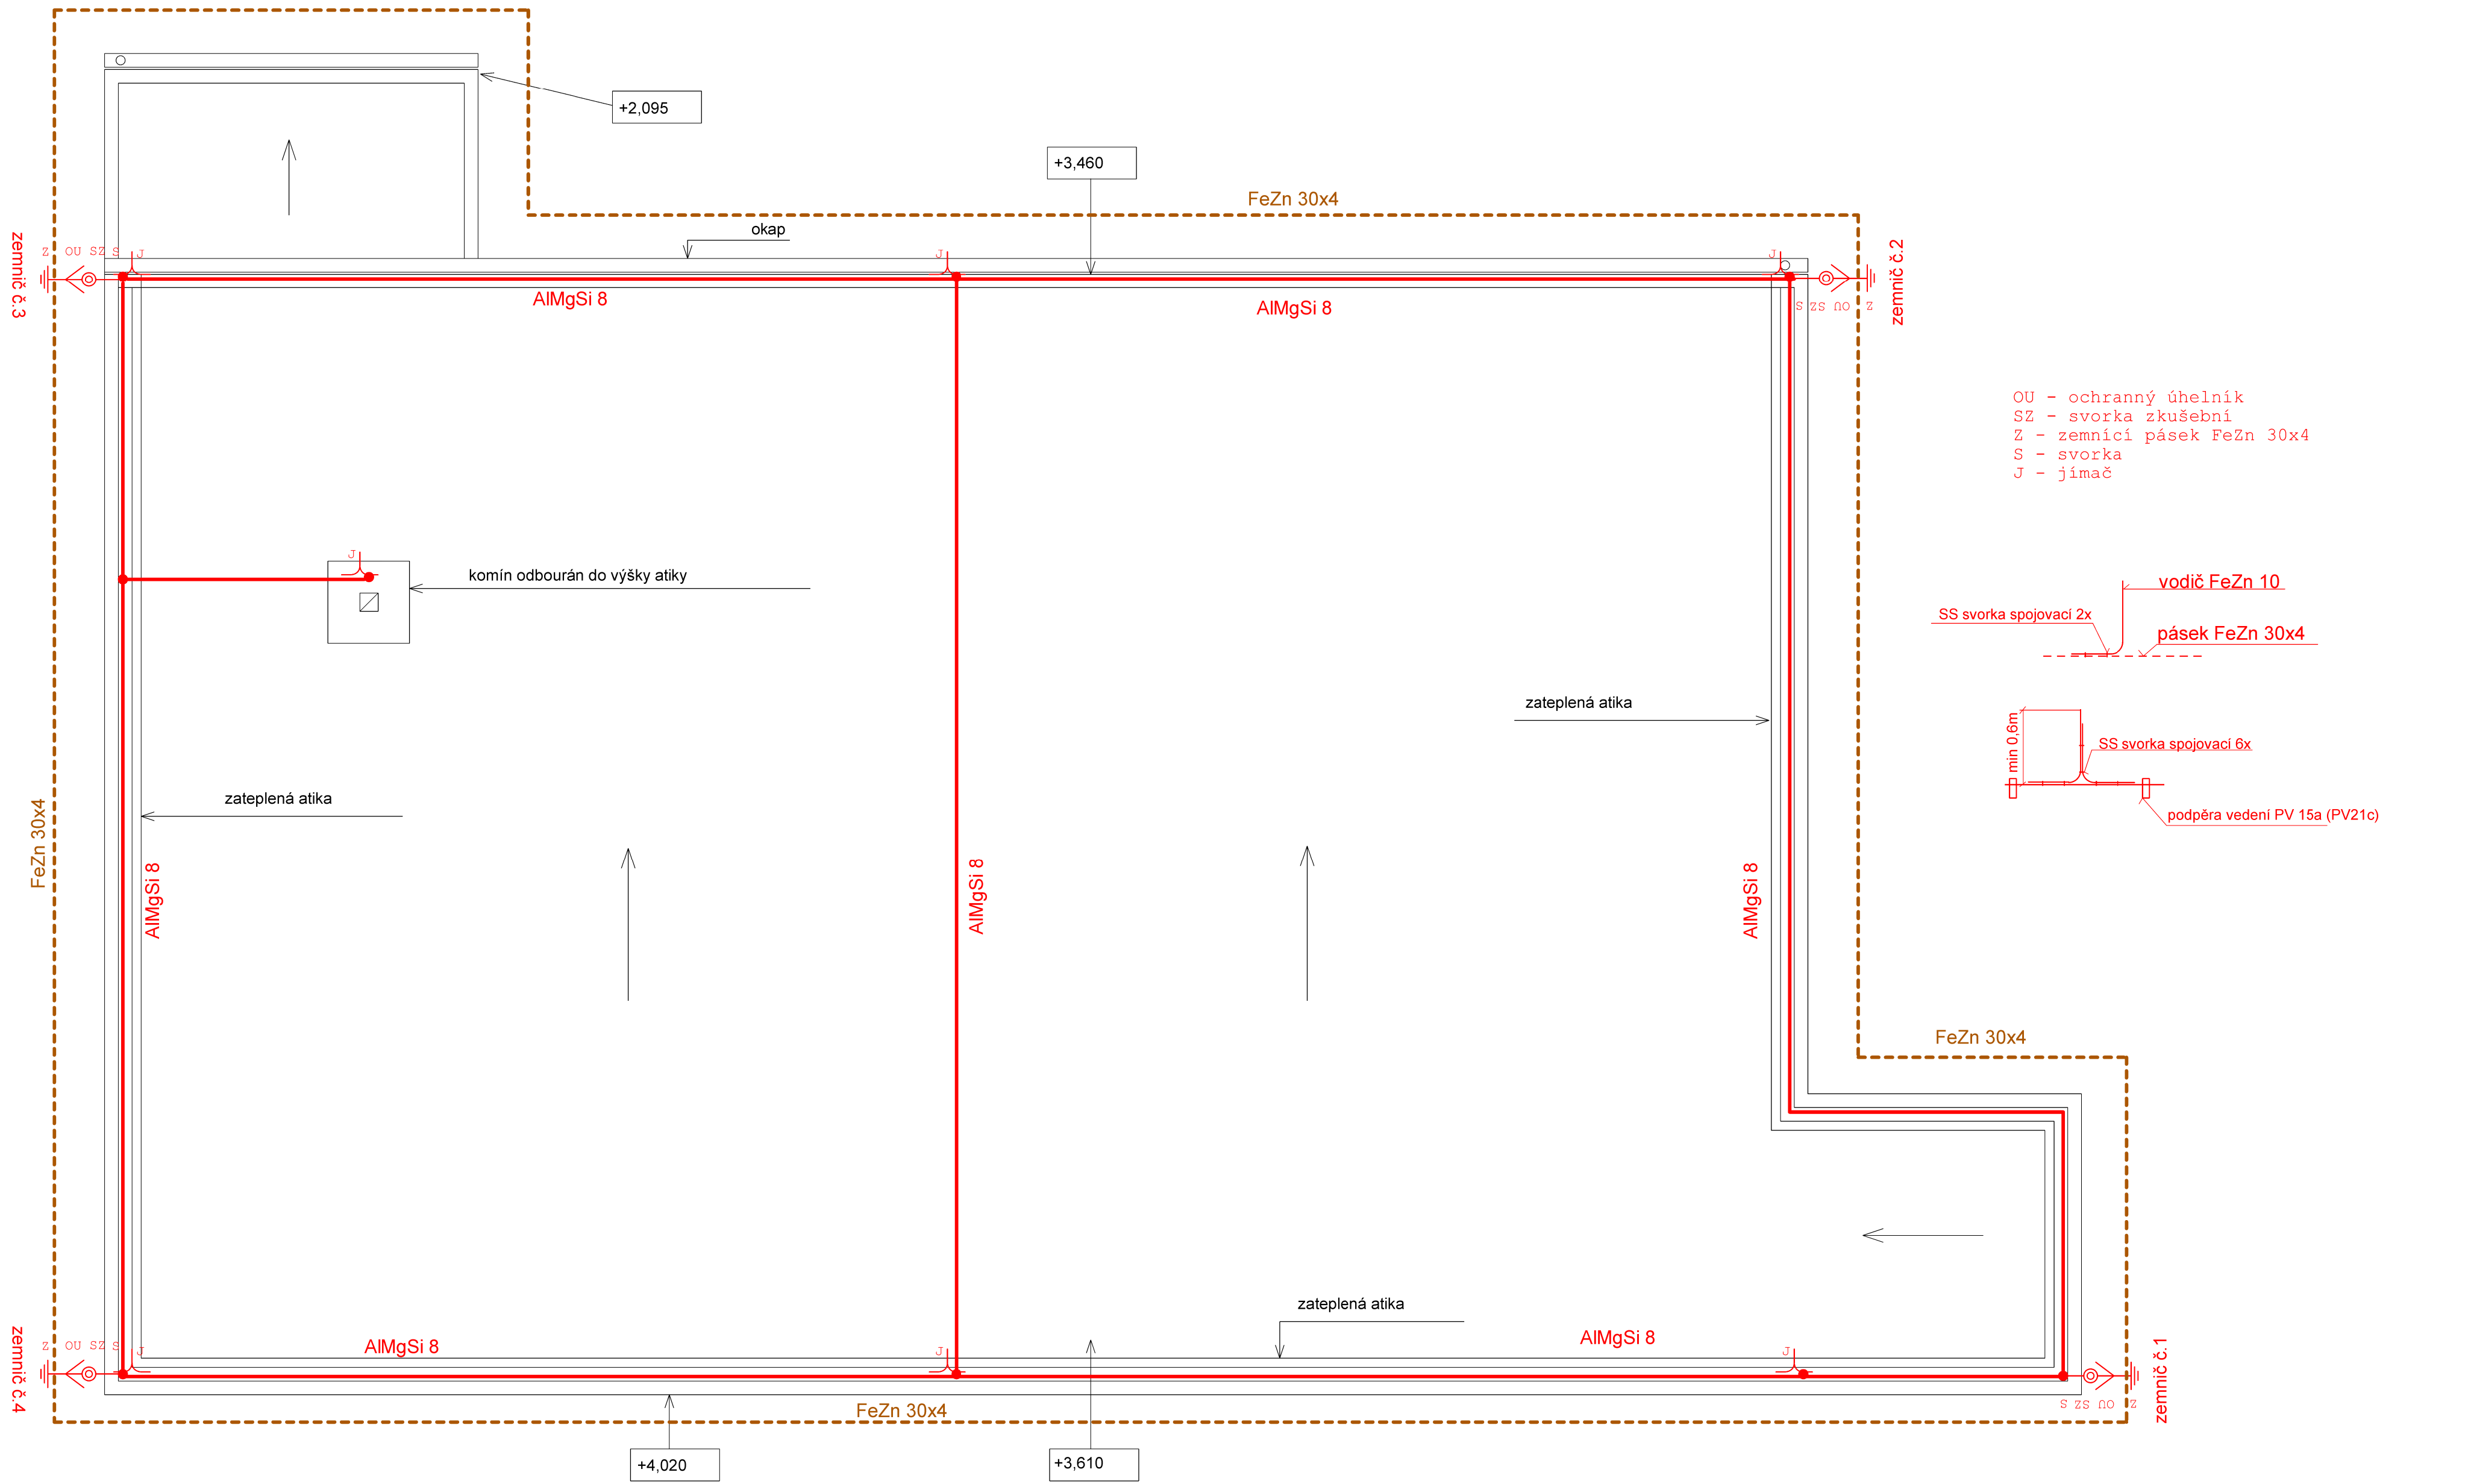 +2,095
+3,460
FeZn 30x4
okap
zemnič č.3
Z OU SZ S
J
J
J
zemnič č.2
S SZ OU Z
AlMgSi 8
AlMgSi 8
OU - ochranný úhelník
SZ - svorka zkušební
Z - zemnící pásek FeZn 30x4
S - svorka
J - jímač
J
komín odbourán do výšky atiky
vodič FeZn 10
SS svorka spojovací 2x
pásek FeZn 30x4
zateplená atika
min 0,6m
SS svorka spojovací 6x
podpěra vedení PV 15a (PV21c)
zateplená atika
FeZn 30x4
AlMgSi 8
AlMgSi 8
AlMgSi 8
FeZn 30x4
zateplená atika
zemnič č.4
Z OU SZ S
J
AlMgSi 8
J
AlMgSi 8
J
zemnič č.1
S SZ OU Z
FeZn 30x4
+4,020
+3,610